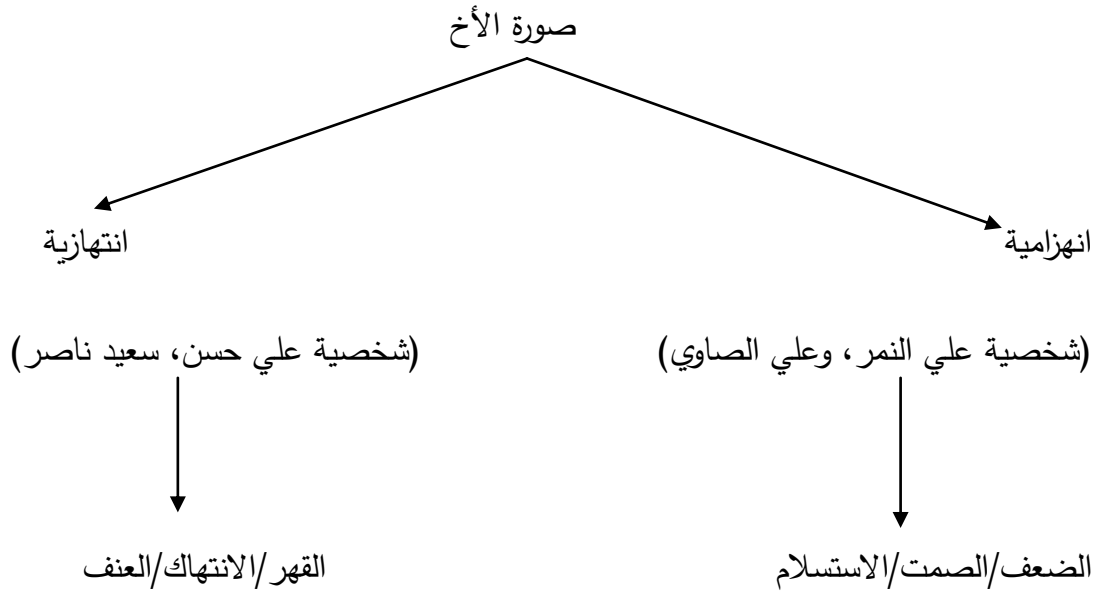 صورة الأخ
انهزامية
انتهازية
(شخصية علي النمر، وعلي الصاوي)
(شخصية علي حسن، سعيد ناصر)
الضعف/الصمت/الاستسلام
القهر/الانتهاك/العنف